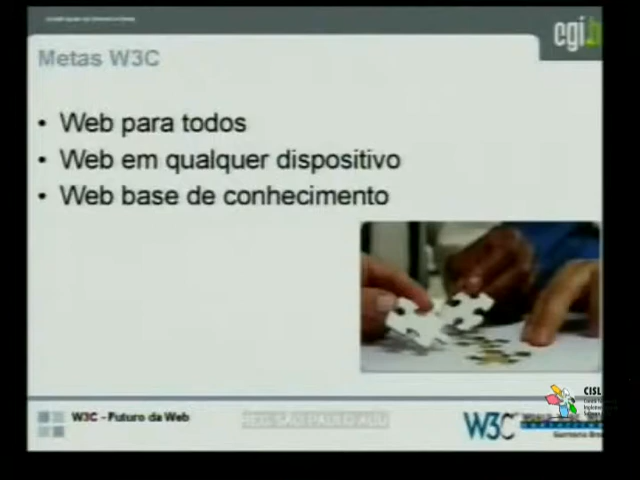 cgi.b
Metas W3C
• Web para todos
• Web em qualquer dispositivo
• Web base de conhecimento
CISL
W3C - Futuro da Web
W3C